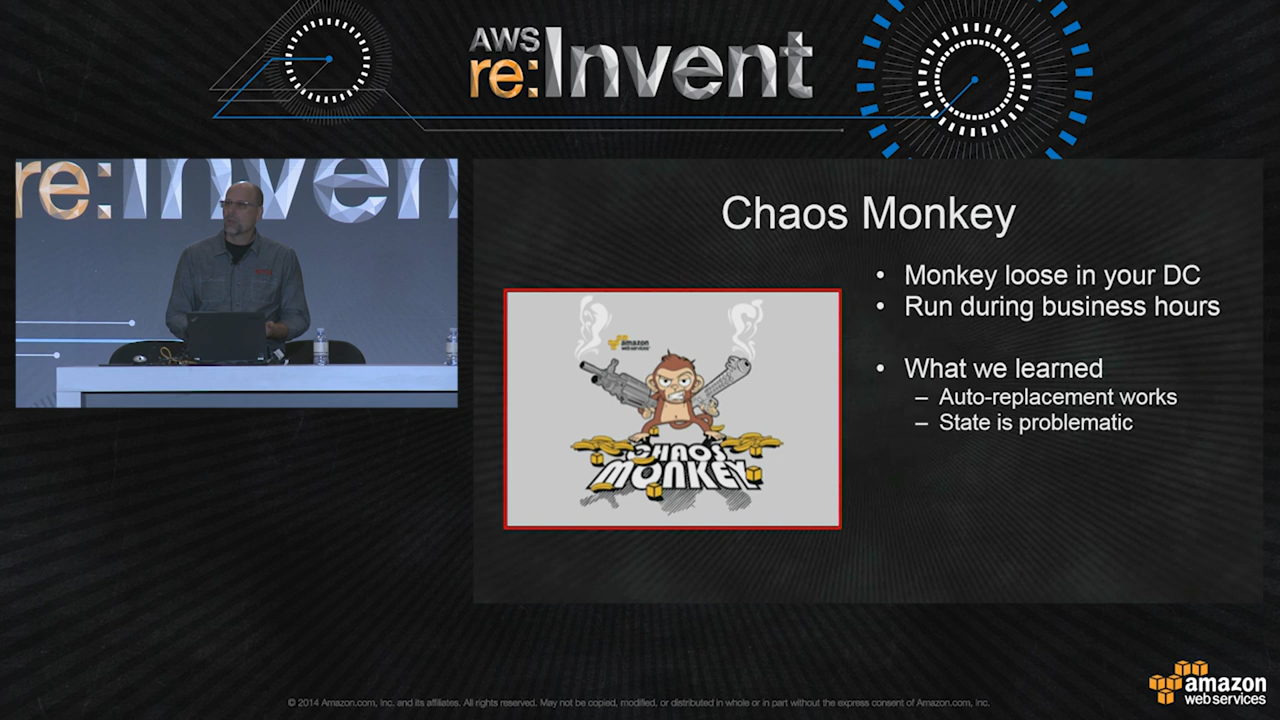 AWS
re:Invent
re:Inven
Chaos Monkey
• Monkey loose in your DC
• Run during business hours
amazon
web services
CHAOS
MONKEY
• What we learned
– Auto-replacement works
– State is problematic
© 2014 Amazon.com, Inc. and its affiliates. All rights reserved. May not be copied, modified, or distributed in whole or in part without the express consent of Amazon.com, Inc.
amazon
web services